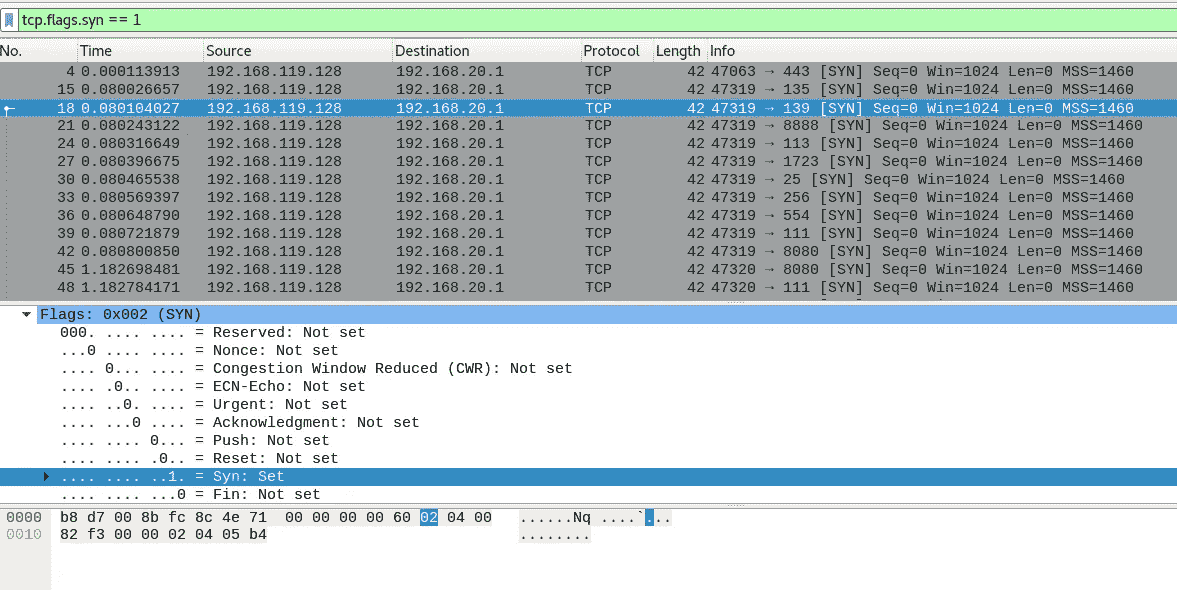 tcp.flags.syn == 1
No. Time Source Destination Protocol Length Info
4 0.000113913 192.168.119.128 192.168.20.1 TCP 42 47063 → 443 [SYN] Seq=0 Win=1024 Len=0 MSS=1460
15 0.080026657 192.168.119.128 192.168.20.1 TCP 42 47319 → 135 [SYN] Seq=0 Win=1024 Len=0 MSS=1460
18 0.080104027 192.168.119.128 192.168.20.1 TCP 42 47319 → 139 [SYN] Seq=0 Win=1024 Len=0 MSS=1460
21 0.080243122 192.168.119.128 192.168.20.1 TCP 42 47319 → 8888 [SYN] Seq=0 Win=1024 Len=0 MSS=1460
24 0.080316649 192.168.119.128 192.168.20.1 TCP 42 47319 → 113 [SYN] Seq=0 Win=1024 Len=0 MSS=1460
27 0.080396675 192.168.119.128 192.168.20.1 TCP 42 47319 → 1723 [SYN] Seq=0 Win=1024 Len=0 MSS=1460
30 0.080465538 192.168.119.128 192.168.20.1 TCP 42 47319 → 25 [SYN] Seq=0 Win=1024 Len=0 MSS=1460
33 0.080569397 192.168.119.128 192.168.20.1 TCP 42 47319 → 256 [SYN] Seq=0 Win=1024 Len=0 MSS=1460
36 0.080648790 192.168.119.128 192.168.20.1 TCP 42 47319 → 554 [SYN] Seq=0 Win=1024 Len=0 MSS=1460
39 0.080721879 192.168.119.128 192.168.20.1 TCP 42 47319 → 111 [SYN] Seq=0 Win=1024 Len=0 MSS=1460
42 0.080800850 192.168.119.128 192.168.20.1 TCP 42 47319 → 8080 [SYN] Seq=0 Win=1024 Len=0 MSS=1460
45 1.182698481 192.168.119.128 192.168.20.1 TCP 42 47320 → 8080 [SYN] Seq=0 Win=1024 Len=0 MSS=1460
48 1.182784171 192.168.119.128 192.168.20.1 TCP 42 47320 → 111 [SYN] Seq=0 Win=1024 Len=0 MSS=1460
Flags: 0x002 (SYN)
000. .... .... = Reserved: Not set
...0 .... .... = Nonce: Not set
.... 0... .... = Congestion Window Reduced (CWR): Not set
.... .0.. .... = ECN-Echo: Not set
.... ..0. .... = Urgent: Not set
.... ...0 .... = Acknowledgment: Not set
.... .... 0... = Push: Not set
.... .... .0.. = Reset: Not set
.... .... ..1. = Syn: Set
.... .... ...0 = Fin: Not set
0000 b8 d7 00 8b fc 8c 4e 71 00 00 00 00 60 02 04 00 ......Nq ....`...
0010 82 f3 00 00 02 04 05 b4 ........